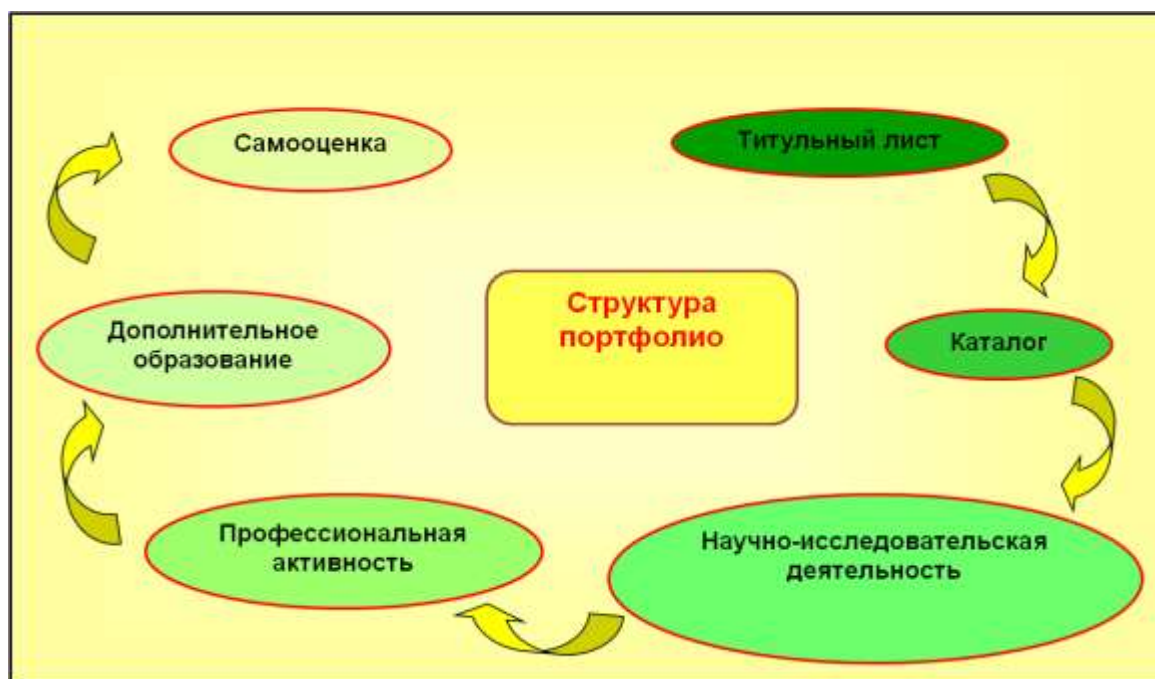 Самооценка
Титульный лист
Структура
портфолио
Дополнительное
образование
Каталог
Профессиональная
активность
Научно-исследовательская
деятельность